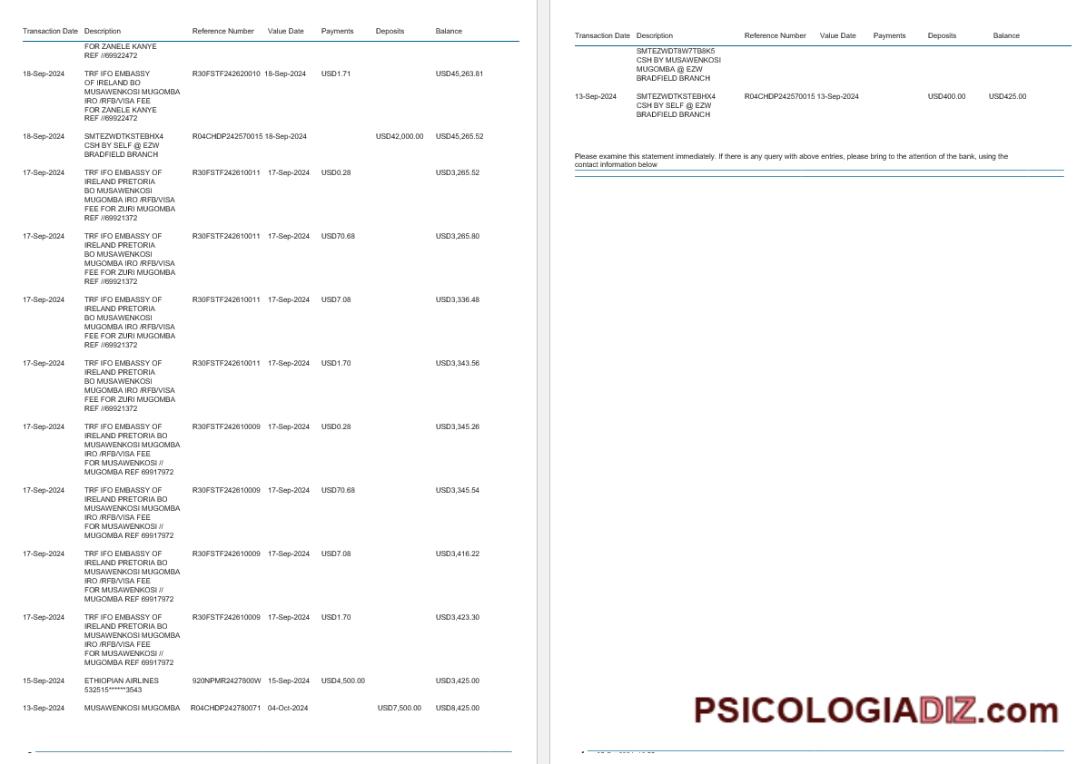 Transaction Date Description Reference Number Value Date Payments Deposits Balance
FOR ZANELE KANYE
REF //69922472
18-Sep-2024 TRF IFO EMBASSY R30FSTF242620010 18-Sep-2024 USD1.71 USD45,263.81
OF IRELAND BO
MUSAWENKOSI MUGOMBA
IRO /RFB/VISA FEE
FOR ZANELE KANYE
REF //69922472
18-Sep-2024 SMTEZWDTKSTEBHX4 R04CHDP242570015 18-Sep-2024 USD42,000.00 USD45,265.52
CSH BY SELF @ EZW
BRADFIELD BRANCH
17-Sep-2024 TRF IFO EMBASSY OF R30FSTF242610011 17-Sep-2024 USD0.28 USD3,265.52
IRELAND PRETORIA
BO MUSAWENKOSI
MUGOMBA IRO /RFB/VISA
FEE FOR ZURI MUGOMBA
REF //69921372
17-Sep-2024 TRF IFO EMBASSY OF R30FSTF242610011 17-Sep-2024 USD70.68 USD3,265.80
IRELAND PRETORIA
BO MUSAWENKOSI
MUGOMBA IRO /RFB/VISA
FEE FOR ZURI MUGOMBA
REF //69921372
17-Sep-2024 TRF IFO EMBASSY OF R30FSTF242610011 17-Sep-2024 USD7.08 USD3,336.48
IRELAND PRETORIA
BO MUSAWENKOSI
MUGOMBA IRO /RFB/VISA
FEE FOR ZURI MUGOMBA
REF //69921372
17-Sep-2024 TRF IFO EMBASSY OF R30FSTF242610011 17-Sep-2024 USD1.70 USD3,343.56
IRELAND PRETORIA
BO MUSAWENKOSI
MUGOMBA IRO /RFB/VISA
FEE FOR ZURI MUGOMBA
REF //69921372
17-Sep-2024 TRF IFO EMBASSY OF R30FSTF242610009 17-Sep-2024 USD0.28 USD3,345.26
IRELAND PRETORIA BO
MUSAWENKOSI MUGOMBA
IRO /RFB/VISA FEE
FOR MUSAWENKOSI //
MUGOMBA REF 69917972
17-Sep-2024 TRF IFO EMBASSY OF R30FSTF242610009 17-Sep-2024 USD70.68 USD3,345.54
IRELAND PRETORIA BO
MUSAWENKOSI MUGOMBA
IRO /RFB/VISA FEE
FOR MUSAWENKOSI //
MUGOMBA REF 69917972
17-Sep-2024 TRF IFO EMBASSY OF R30FSTF242610009 17-Sep-2024 USD7.08 USD3,416.22
IRELAND PRETORIA BO
MUSAWENKOSI MUGOMBA
IRO /RFB/VISA FEE
FOR MUSAWENKOSI //
MUGOMBA REF 69917972
17-Sep-2024 TRF IFO EMBASSY OF R30FSTF242610009 17-Sep-2024 USD1.70 USD3,423.30
IRELAND PRETORIA BO
MUSAWENKOSI MUGOMBA
IRO /RFB/VISA FEE
FOR MUSAWENKOSI //
MUGOMBA REF 69917972
15-Sep-2024 ETHIOPIAN AIRLINES 920NPMR2427800W 15-Sep-2024 USD4,500.00 USD3,425.00
532515******3543
13-Sep-2024 MUSAWENKOSI MUGOMBA R04CHDP242780071 04-Oct-2024 USD7,500.00 USD8,425.00
Transaction Date Description Reference Number Value Date Payments Deposits Balance
SMTEZWDT8W7TB8K5
CSH BY MUSAWENKOSI
MUGOMBA @ EZW
BRADFIELD BRANCH
13-Sep-2024 SMTEZWDTKSTEBHX4 R04CHDP242570015 13-Sep-2024 USD400.00 USD425.00
CSH BY SELF @ EZW
BRADFIELD BRANCH
Please examine this statement immediately. If there is any query with above entries, please bring to the attention of the bank, using the
contact information below
PSICOLOGIADIZ.com